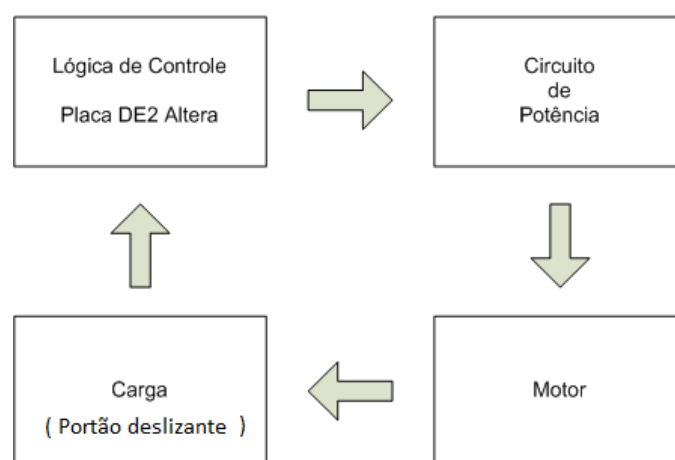 Lógica de Controle
Placa DE2 Altera
Circuito
de
Potência
Carga
( Portão deslizante )
Motor